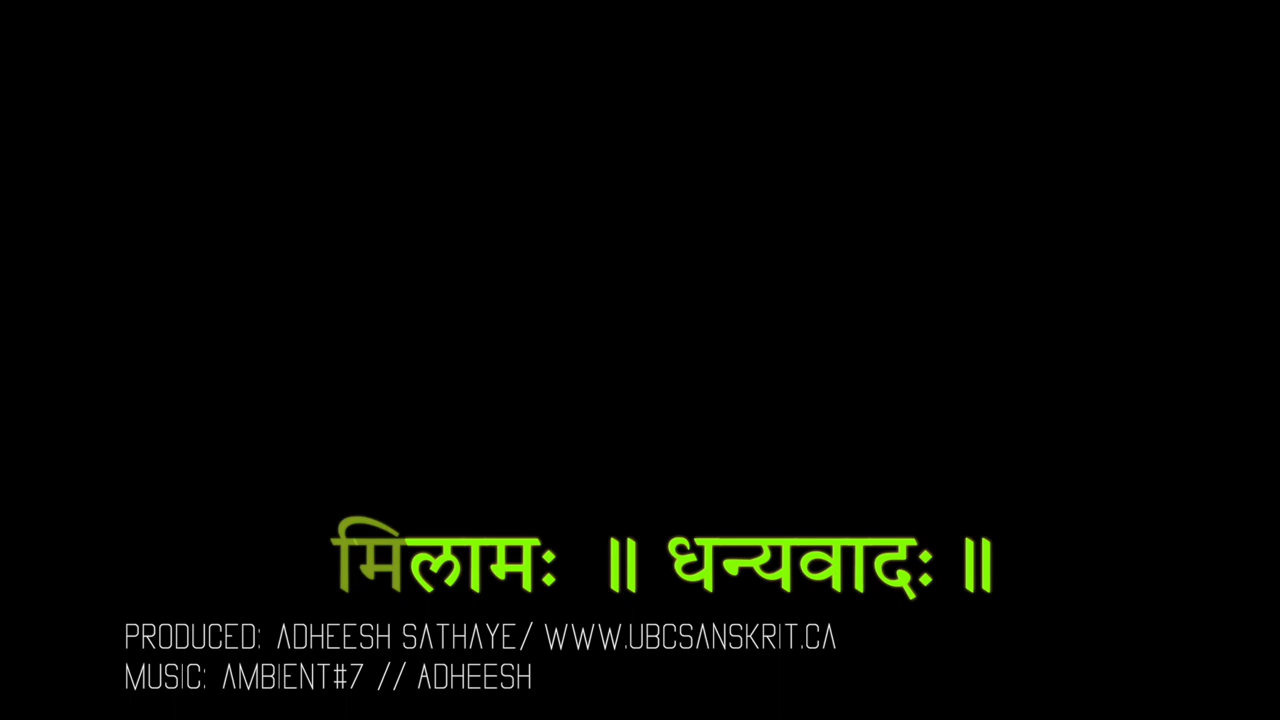 मिलामः ॥ धन्यवादः ॥
PRODUCED: ADHEESH SATHAYE/ WWW.UBCSANSKRIT.CA
MUSIC: AMBIENT#7 // ADHEESH